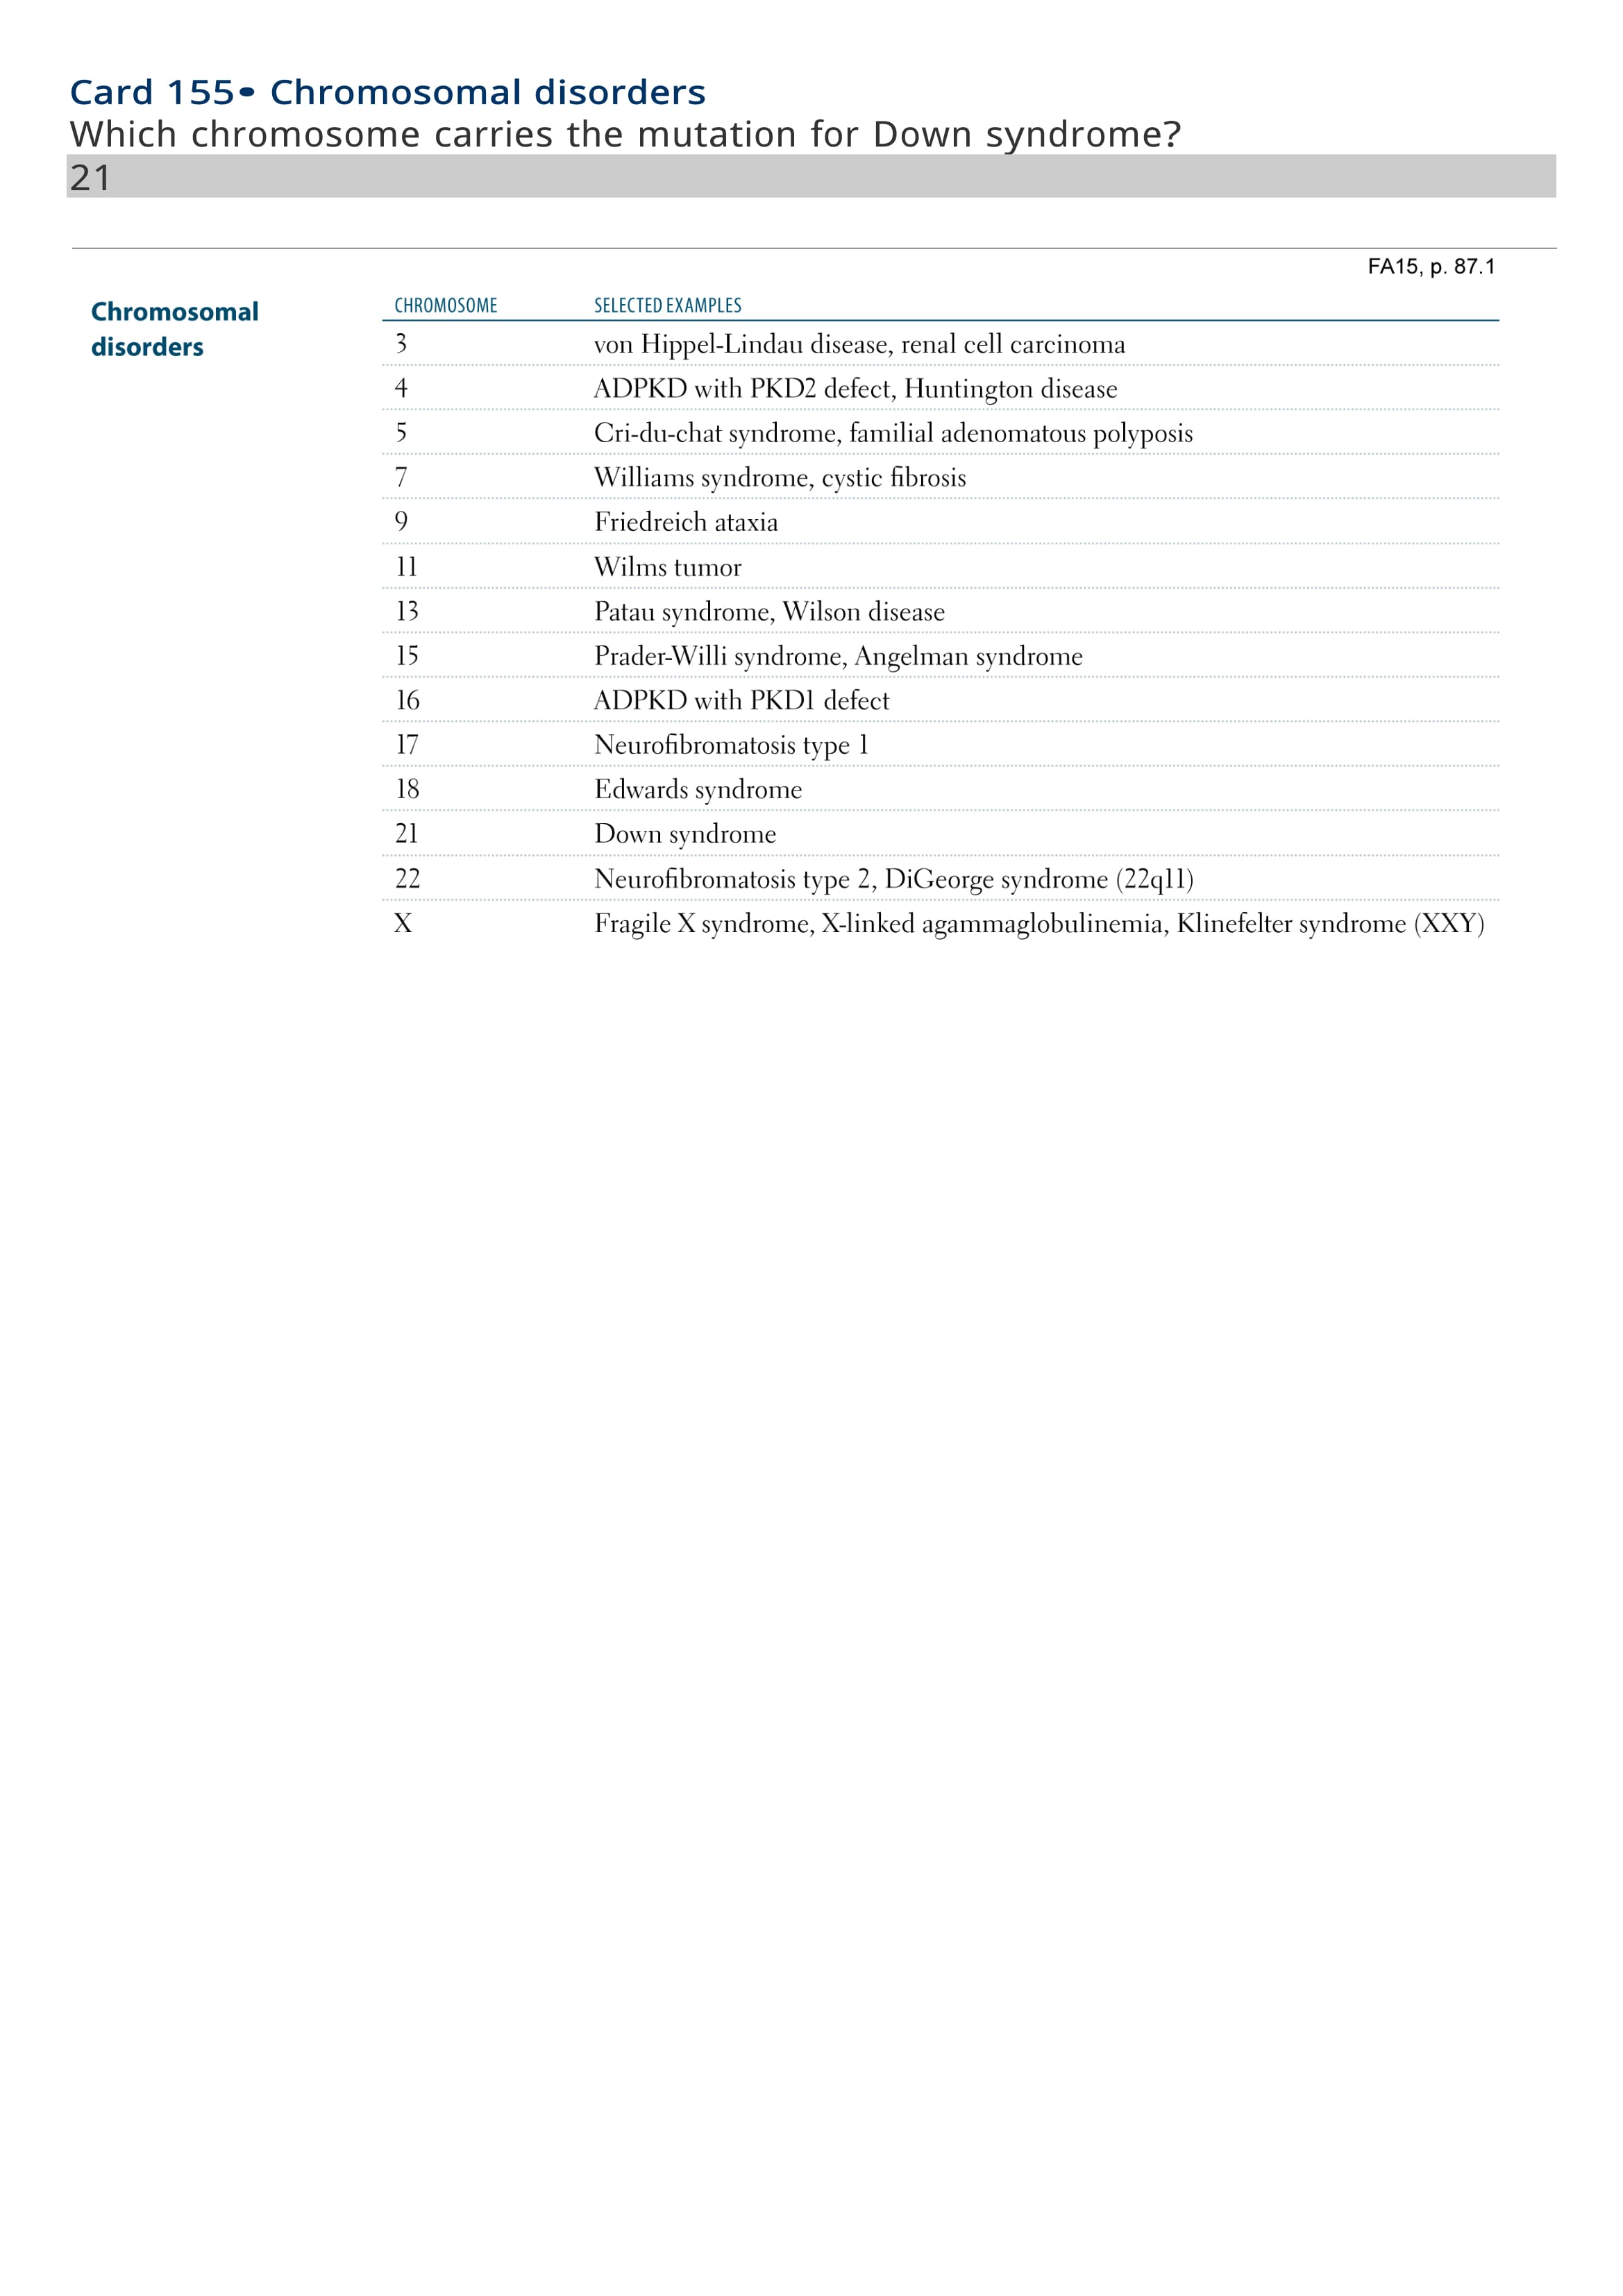 Card 155• Chromosomal disorders
Which chromosome carries the mutation for Down syndrome?
21
FA15, p. 87.1
Chromosomal
disorders
CHROMOSOME SELECTED EXAMPLES
3 von Hippel-Lindau disease, renal cell carcinoma
4 ADPKD with PKD2 defect, Huntington disease
5 Cri-du-chat syndrome, familial adenomatous polyposis
7 Williams syndrome, cystic fibrosis
9 Friedreich ataxia
11 Wilms tumor
13 Patau syndrome, Wilson disease
15 Prader-Willi syndrome, Angelman syndrome
16 ADPKD with PKD1 defect
17 Neurofibromatosis type 1
18 Edwards syndrome
21 Down syndrome
22 Neurofibromatosis type 2, DiGeorge syndrome (22q11)
X Fragile X syndrome, X-linked agammaglobulinemia, Klinefelter syndrome (XXY)